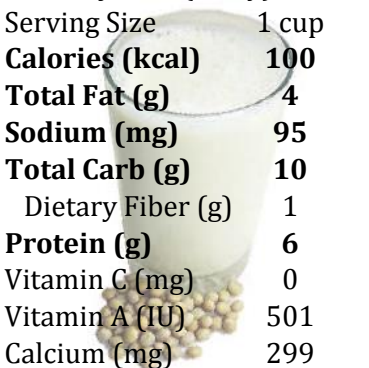 Serving Size 1 cup
Calories (kcal) 100
Total Fat (g) 4
Sodium (mg) 95
Total Carb (g) 10
Dietary Fiber (g) 1
Protein (g) 6
Vitamin C (mg) 0
Vitamin A (IU) 501
Calcium (mg) 299